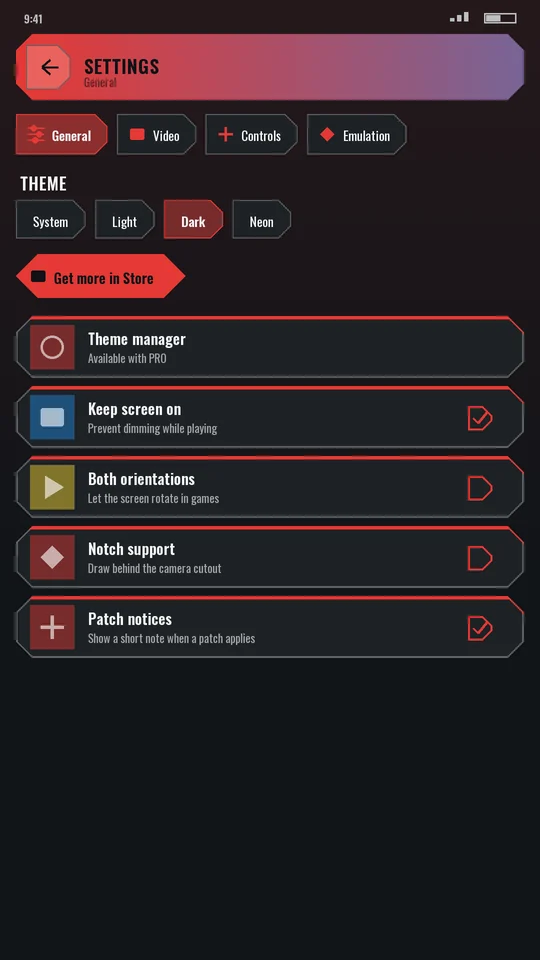 9:41
SETTINGS
General
General
Video
Controls
Emulation
THEME
System
Light
Dark
Neon
Get more in Store
Theme manager
Available with PRO
Keep screen on
Prevent dimming while playing
Both orientations
Let the screen rotate in games
Notch support
Draw behind the camera cutout
Patch notices
Show a short note when a patch applies